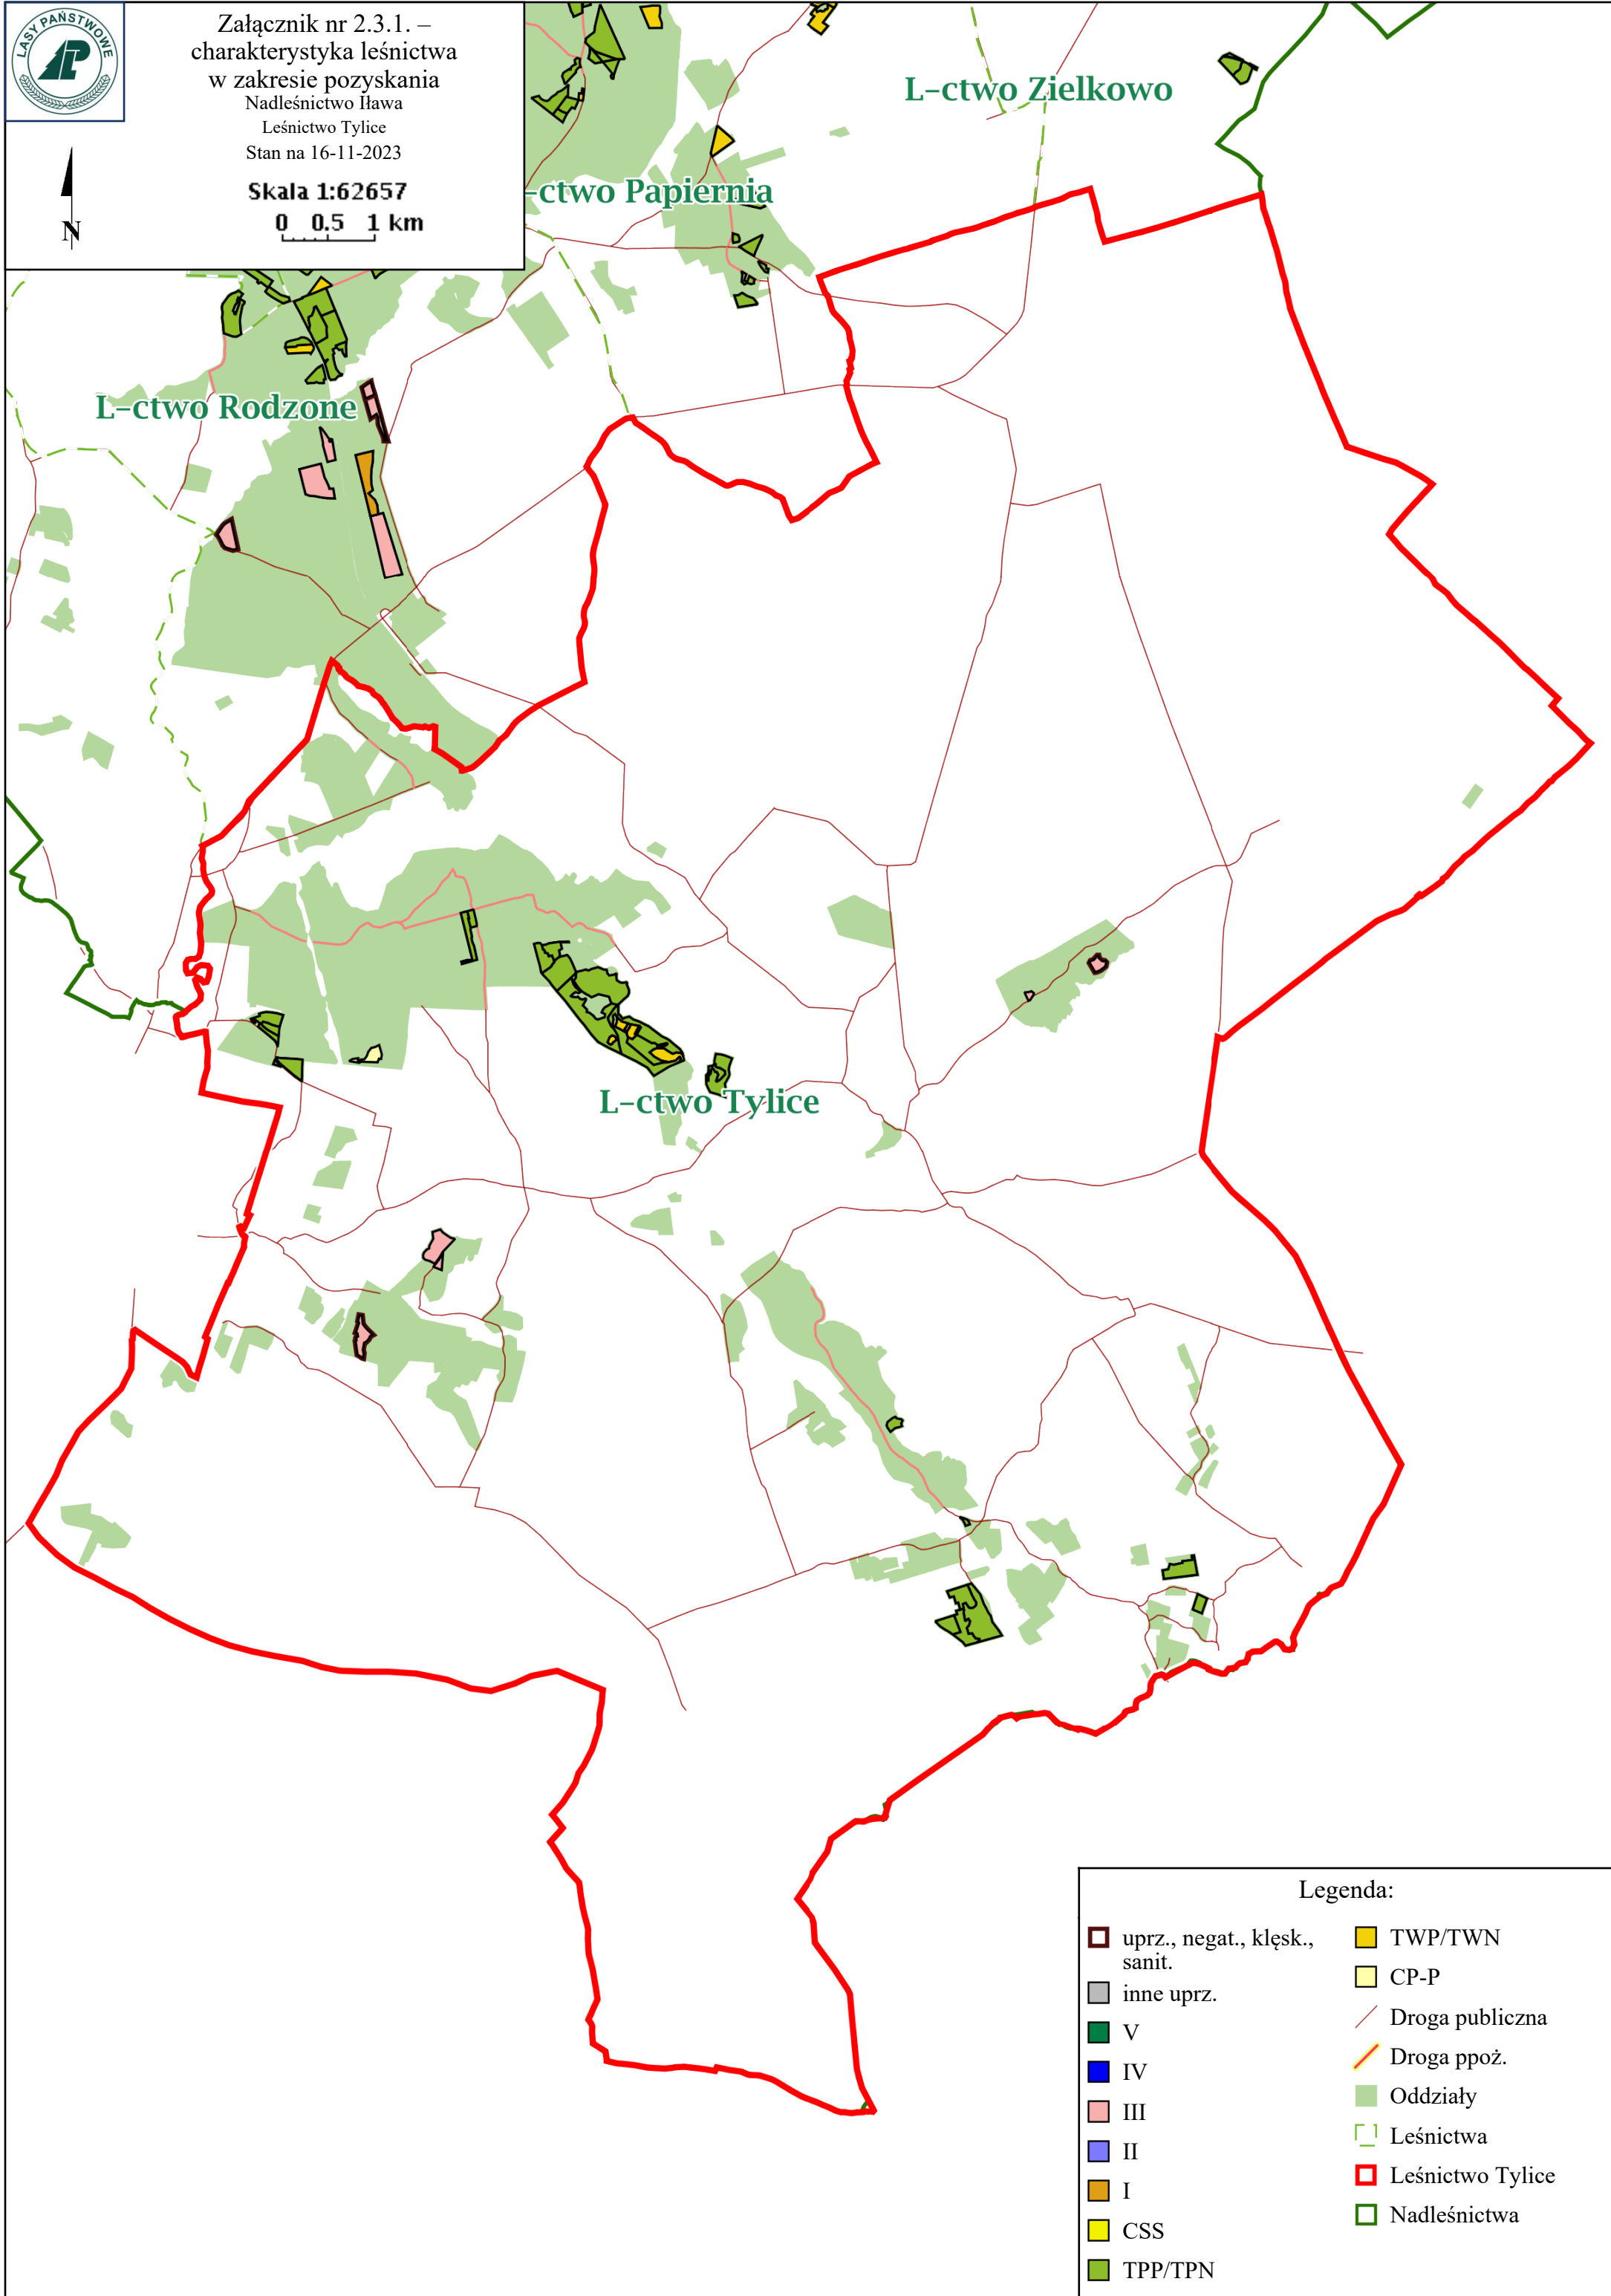 LASY PAŃSTWOWE
Załącznik nr 2.3.1. –
charakterystyka leśnictwa
w zakresie pozyskania
Nadleśnictwo Iława
Leśnictwo Tylice
Stan na 16-11-2023
Skala 1:62657
0 0.5 1 km
N
L-ctwo Zielkowo
-ctwo Papiernia
L-ctwo Rodzone
L-ctwo Tylice
Legenda:
uprz., negat., klęsk.,
sanit.
inne uprz.
V
IV
III
II
I
CSS
TPP/TPN
TWP/TWN
CP-P
Droga publiczna
Droga ppoż.
Oddziały
Leśnictwa
Leśnictwo Tylice
Nadleśnictwa